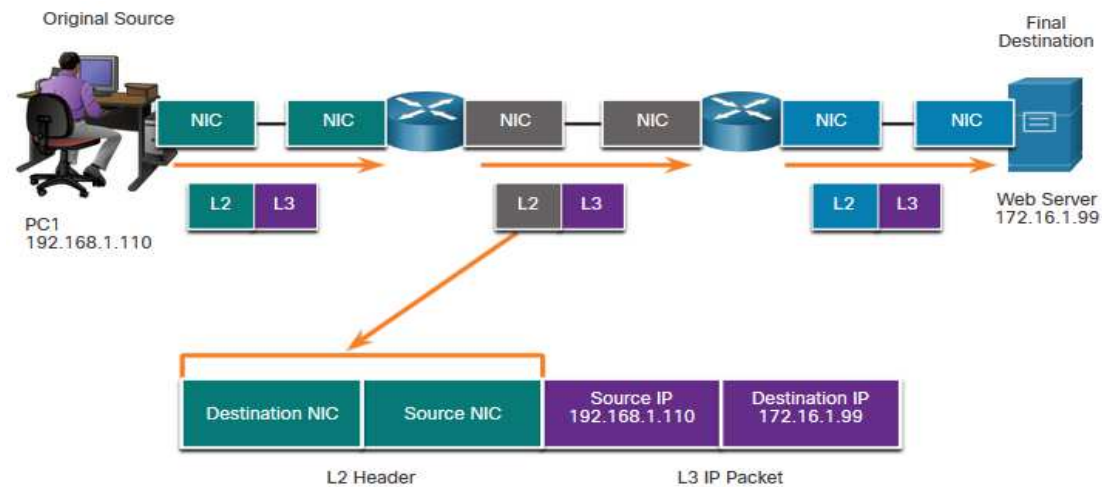 Original Source
Final
Destination
NIC
NIC
NIC
NIC
NIC
NIC
L2 L3
L2 L3
L2 L3
PC1
192.168.1.110
Web Server
172.16.1.99
Destination NIC
Source NIC
Source IP
192.168.1.110
Destination IP
172.16.1.99
L2 Header
L3 IP Packet